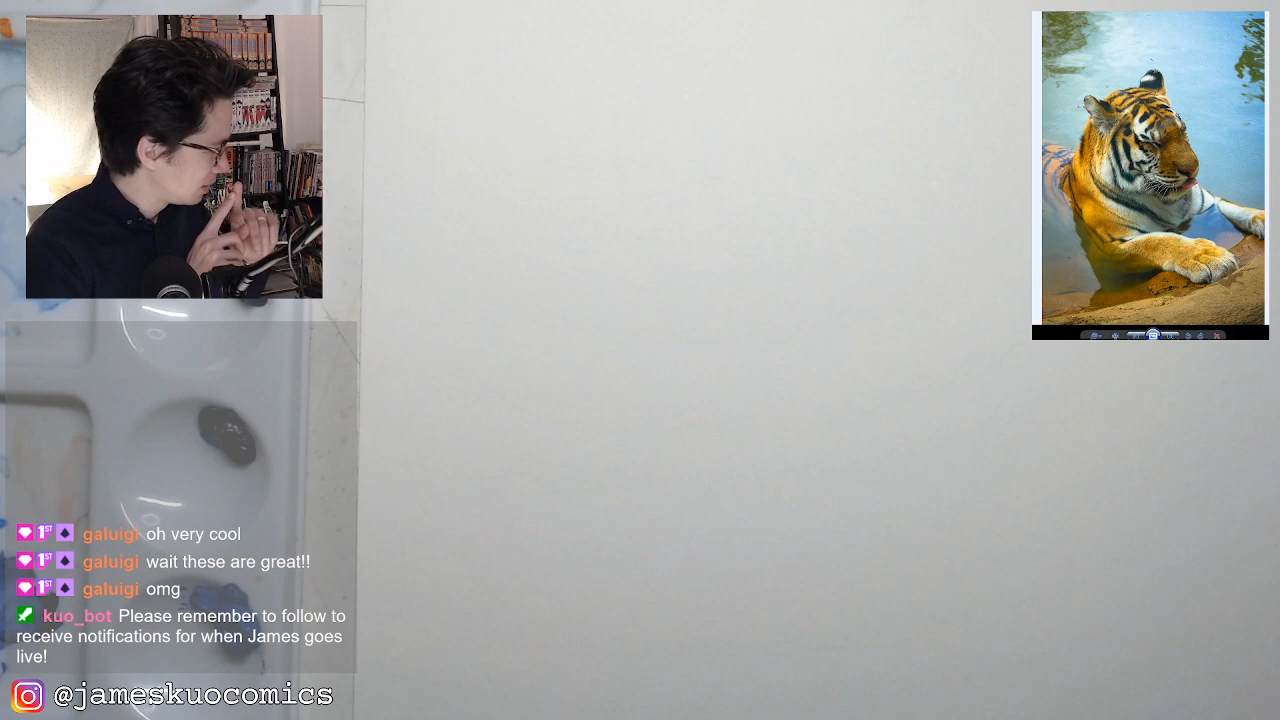 galuigi oh very cool
galuigi wait these are great!!
galuigi omg
kuo_bot Please remember to follow to
receive notifications for when James goes
live!
@jameskuocomics